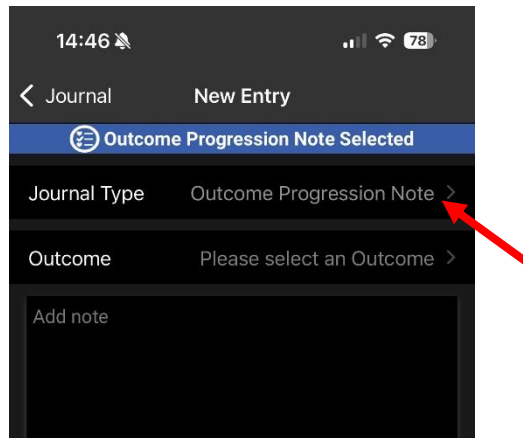 14:46 78
Journal New Entry
Outcome Progression Note Selected
Journal Type Outcome Progression Note
Outcome Please select an Outcome
Add note